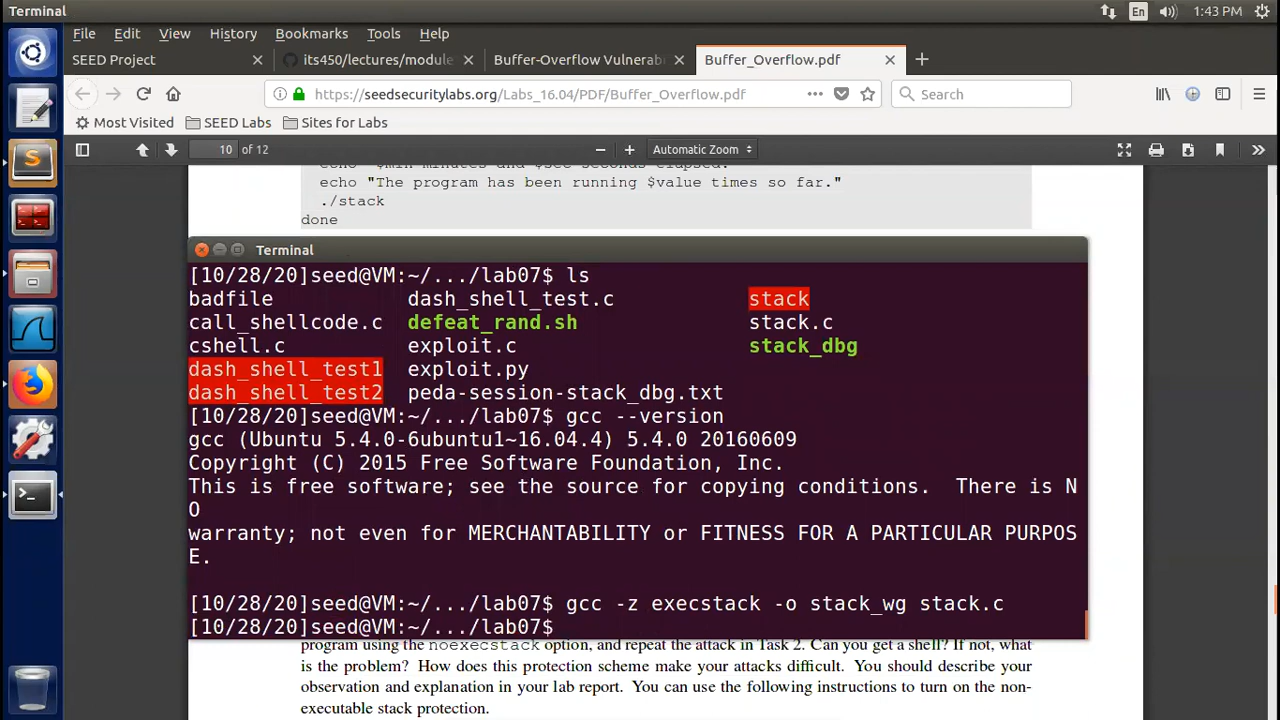 Terminal
En
1:43 PM
File Edit View History Bookmarks Tools Help
SEED Project
its450/lectures/module
Buffer-Overflow Vulnerab
Buffer_Overflow.pdf
https://seedsecuritylabs.org/Labs_16.04/PDF/Buffer_Overflow.pdf
Search
Most Visited
SEED Labs
Sites for Labs
10 of 12
Automatic Zoom
echo "$min minutes and $sec seconds elapsed."
echo "The program has been running $value times so far."
./stack
done
Terminal
[10/28/20]seed@VM:~/.../lab07$ ls
badfile dash_shell_test.c stack
call_shellcode.c defeat_rand.sh stack.c
cshell.c exploit.c stack_dbg
dash_shell_test1 exploit.py
dash_shell_test2 peda-session-stack_dbg.txt
[10/28/20]seed@VM:~/.../lab07$ gcc --version
gcc (Ubuntu 5.4.0-6ubuntu1~16.04.4) 5.4.0 20160609
Copyright (C) 2015 Free Software Foundation, Inc.
This is free software; see the source for copying conditions.  There is N
O
warranty; not even for MERCHANTABILITY or FITNESS FOR A PARTICULAR PURPOS
E.
[10/28/20]seed@VM:~/.../lab07$ gcc -z execstack -o stack_wg stack.c
[10/28/20]seed@VM:~/.../lab07$
program using the noexecstack option, and repeat the attack in Task 2. Can you get a shell? If not, what
is the problem? How does this protection scheme make your attacks difficult. You should describe your
observation and explanation in your lab report. You can use the following instructions to turn on the non-
executable stack protection.